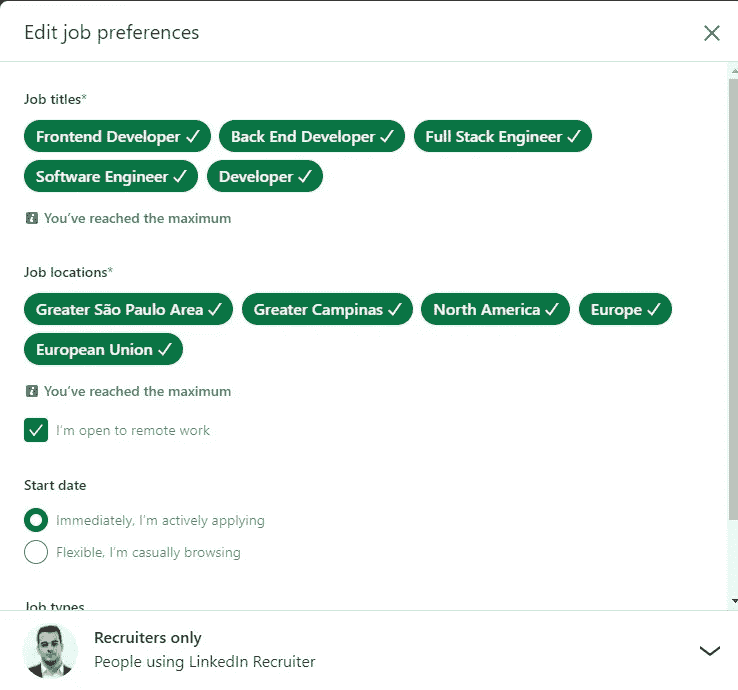 Edit job preferences
Job titles*
Frontend Developer Back End Developer Full Stack Engineer
Software Engineer Developer
You've reached the maximum
Job locations*
Greater São Paulo Area Greater Campinas North America Europe
European Union
You've reached the maximum
I'm open to remote work
Start date
Immediately, I'm actively applying
Flexible, I'm casually browsing
Job types
Recruiters only
People using LinkedIn Recruiter